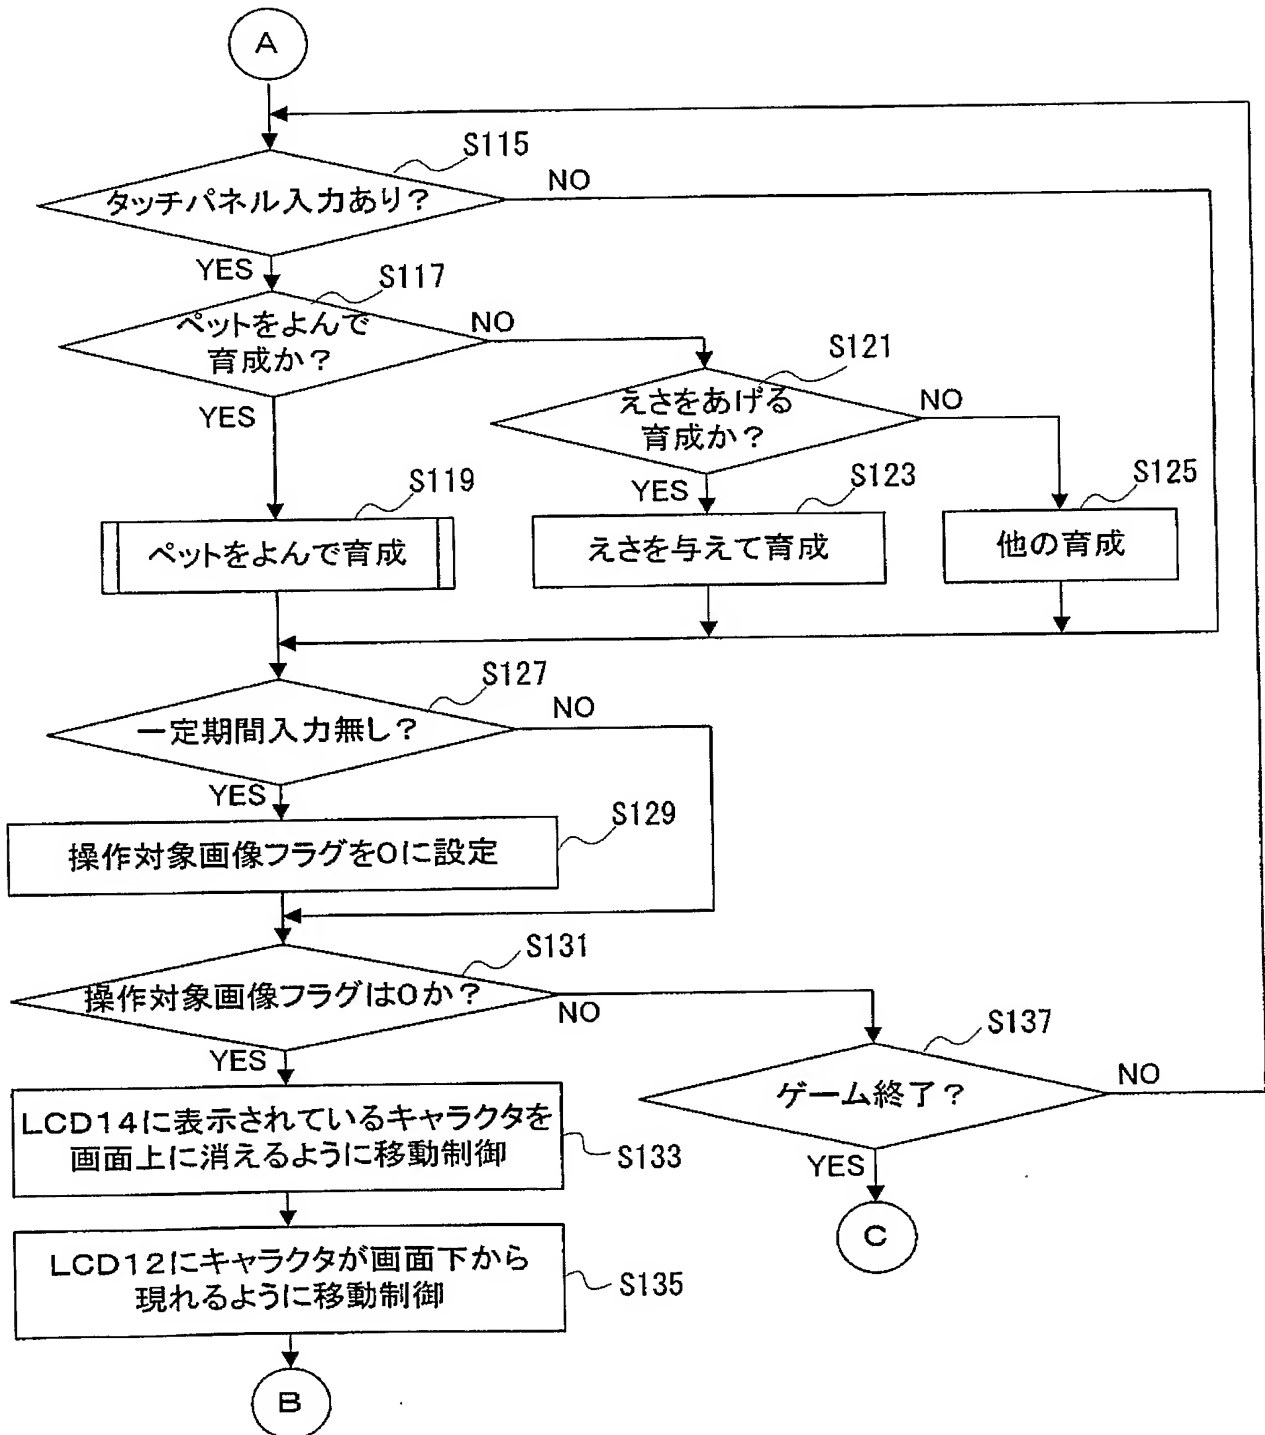 A
S115
タッチパネル入力あり？
NO
YES
S117
ペットをよんで
育成か？
NO
YES
S121
えさをあげる
育成か？
NO
YES
S119
ペットをよんで育成
S123
えさを与えて育成
S125
他の育成
S127
一定期間入力無し？
NO
YES
S129
操作対象画像フラグを0に設定
S131
操作対象画像フラグは0か？
NO
YES
S137
ゲーム終了？
NO
YES
C
LCD14に表示されているキャラクタを
画面上に消えるように移動制御
S133
LCD12にキャラクタが画面下から
現れるように移動制御
S135
B